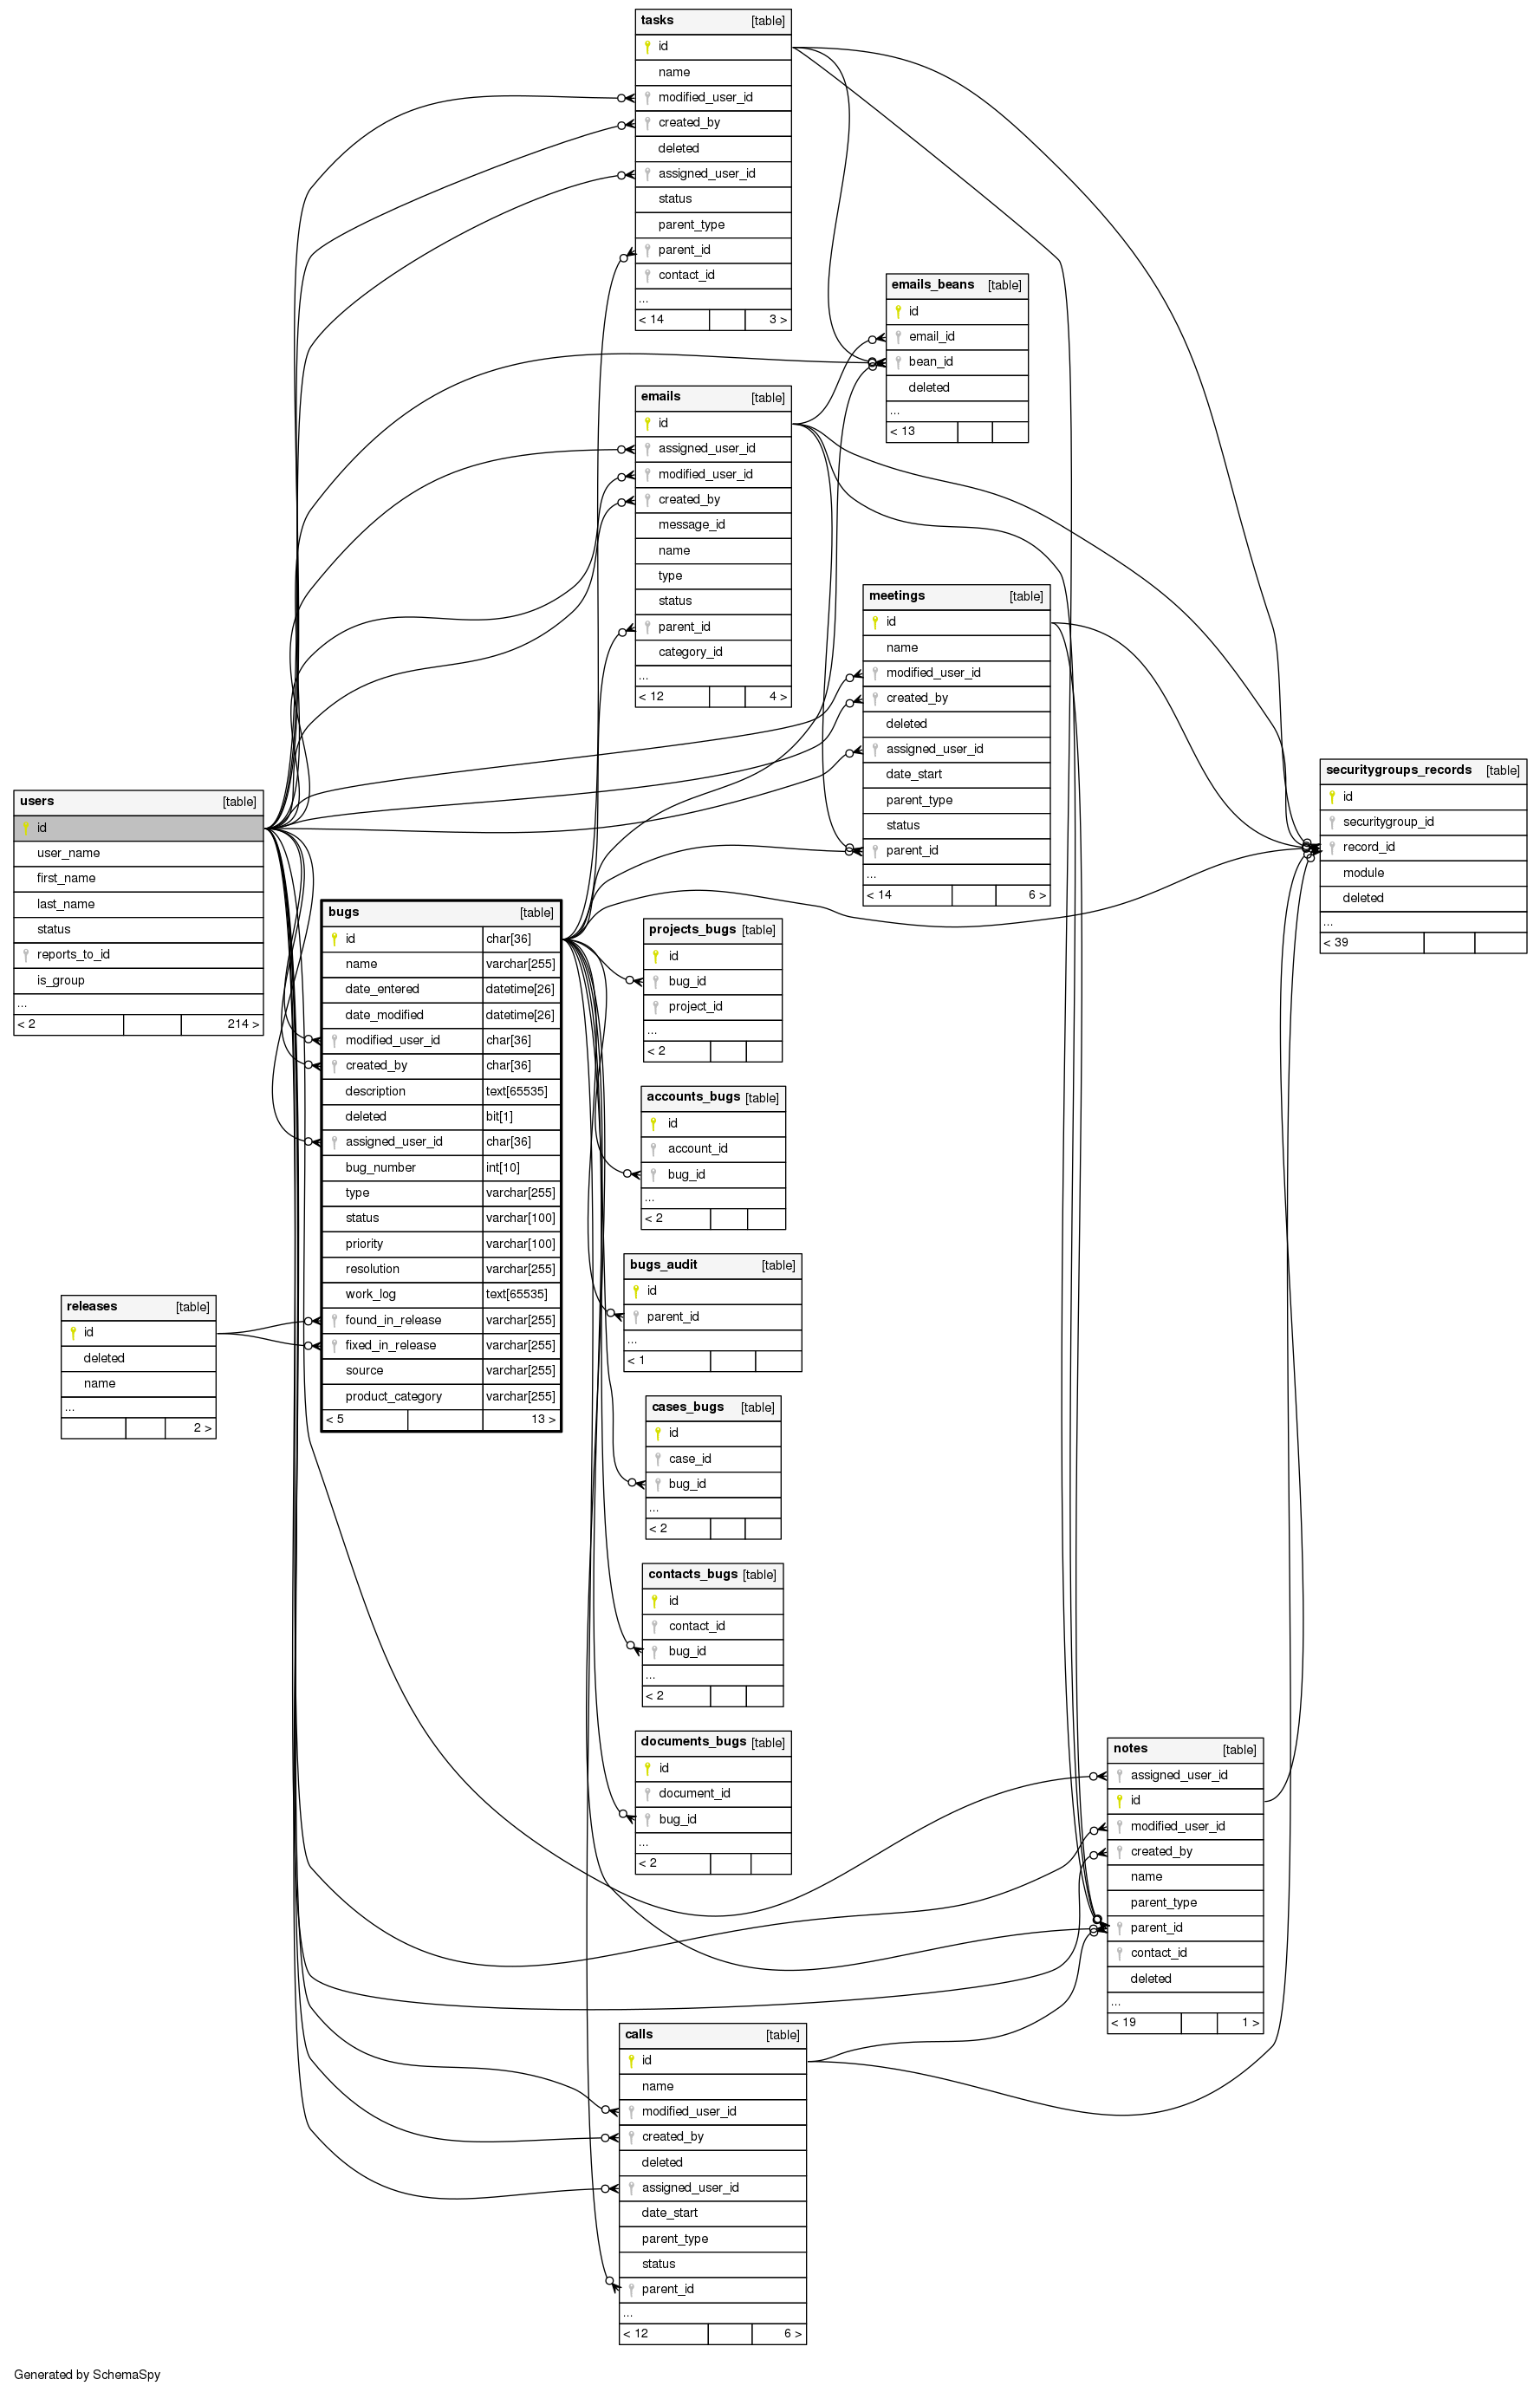 tasks [table]
id
name
modified_user_id
created_by
deleted
assigned_user_id
status
parent_type
parent_id
contact_id
...
< 14 3 >
emails_beans [table]
id
email_id
bean_id
deleted
...
< 13
emails [table]
id
assigned_user_id
modified_user_id
created_by
message_id
name
type
status
parent_id
category_id
...
< 12 4 >
meetings [table]
id
name
modified_user_id
created_by
deleted
assigned_user_id
date_start
parent_type
status
parent_id
...
< 14 6 >
securitygroups_records [table]
id
securitygroup_id
record_id
module
deleted
...
< 39
users [table]
id
user_name
first_name
last_name
status
reports_to_id
is_group
...
< 2 214 >
bugs [table]
id char[36]
name varchar[255]
date_entered datetime[26]
date_modified datetime[26]
modified_user_id char[36]
created_by char[36]
description text[65535]
deleted bit[1]
assigned_user_id char[36]
bug_number int[10]
type varchar[255]
status varchar[100]
priority varchar[100]
resolution varchar[255]
work_log text[65535]
found_in_release varchar[255]
fixed_in_release varchar[255]
source varchar[255]
product_category varchar[255]
< 5 13 >
projects_bugs [table]
id
bug_id
project_id
...
< 2
accounts_bugs [table]
id
account_id
bug_id
...
< 2
bugs_audit [table]
id
parent_id
...
< 1
releases [table]
id
deleted
name
...
2 >
cases_bugs [table]
id
case_id
bug_id
...
< 2
contacts_bugs [table]
id
contact_id
bug_id
...
< 2
documents_bugs [table]
id
document_id
bug_id
...
< 2
notes [table]
assigned_user_id
id
modified_user_id
created_by
name
parent_type
parent_id
contact_id
deleted
...
< 19 1 >
calls [table]
id
name
modified_user_id
created_by
deleted
assigned_user_id
date_start
parent_type
status
parent_id
...
< 12 6 >
Generated by SchemaSpy